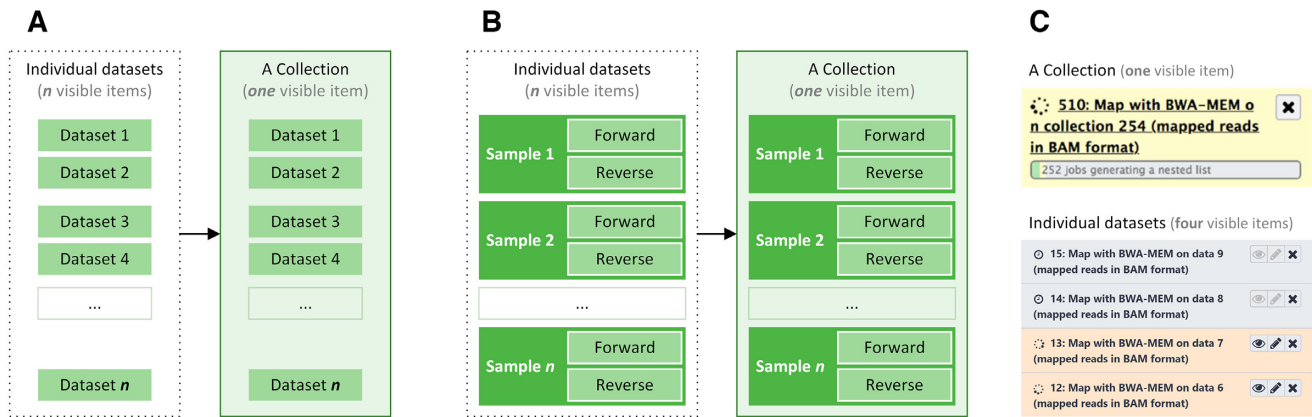 A
Individual datasets
(n visible items)
Dataset 1
Dataset 2
Dataset 3
Dataset 4
...
Dataset n
A Collection
(one visible item)
Dataset 1
Dataset 2
Dataset 3
Dataset 4
...
Dataset n
B
Individual datasets
(n visible items)
Sample 1
Forward
Reverse
Sample 2
Forward
Reverse
...
Sample n
Forward
Reverse
A Collection
(one visible item)
Sample 1
Forward
Reverse
Sample 2
Forward
Reverse
...
Sample n
Forward
Reverse
C
A Collection (one visible item)
510: Map with BWA-MEM o
n collection 254 (mapped reads
in BAM format)
252 jobs generating a nested list
Individual datasets (four visible items)
15: Map with BWA-MEM on data 9
(mapped reads in BAM format)
14: Map with BWA-MEM on data 8
(mapped reads in BAM format)
13: Map with BWA-MEM on data 7
(mapped reads in BAM format)
12: Map with BWA-MEM on data 6
(mapped reads in BAM format)